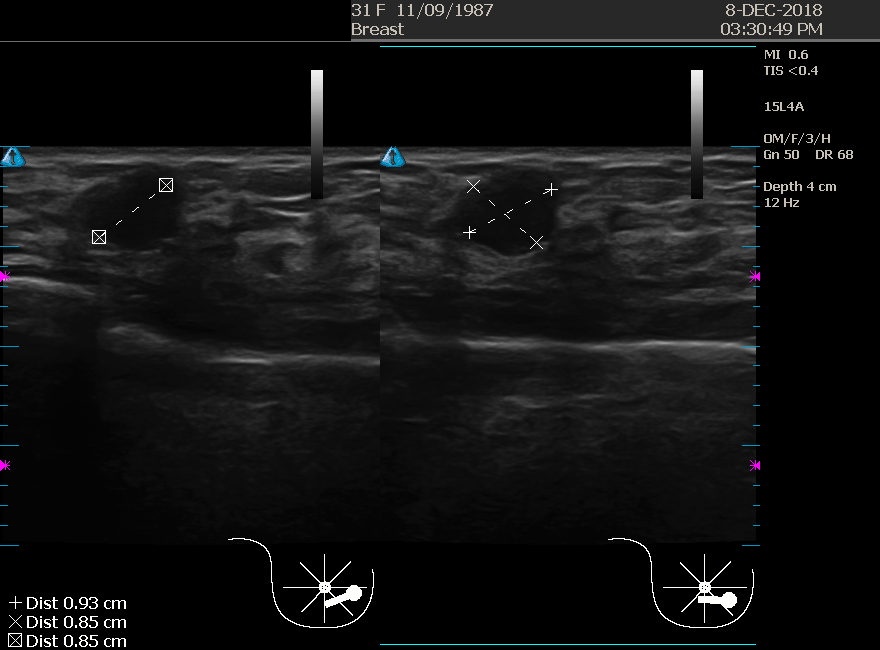 31 F 11/09/1987 8-DEC-2018
Breast 03:30:49 PM
MI 0.6
TIS <0.4
15L4A
OM/F/3/H
Gn 50 DR 68
Depth 4 cm
12 Hz
Dist 0.93 cm
Dist 0.85 cm
Dist 0.85 cm